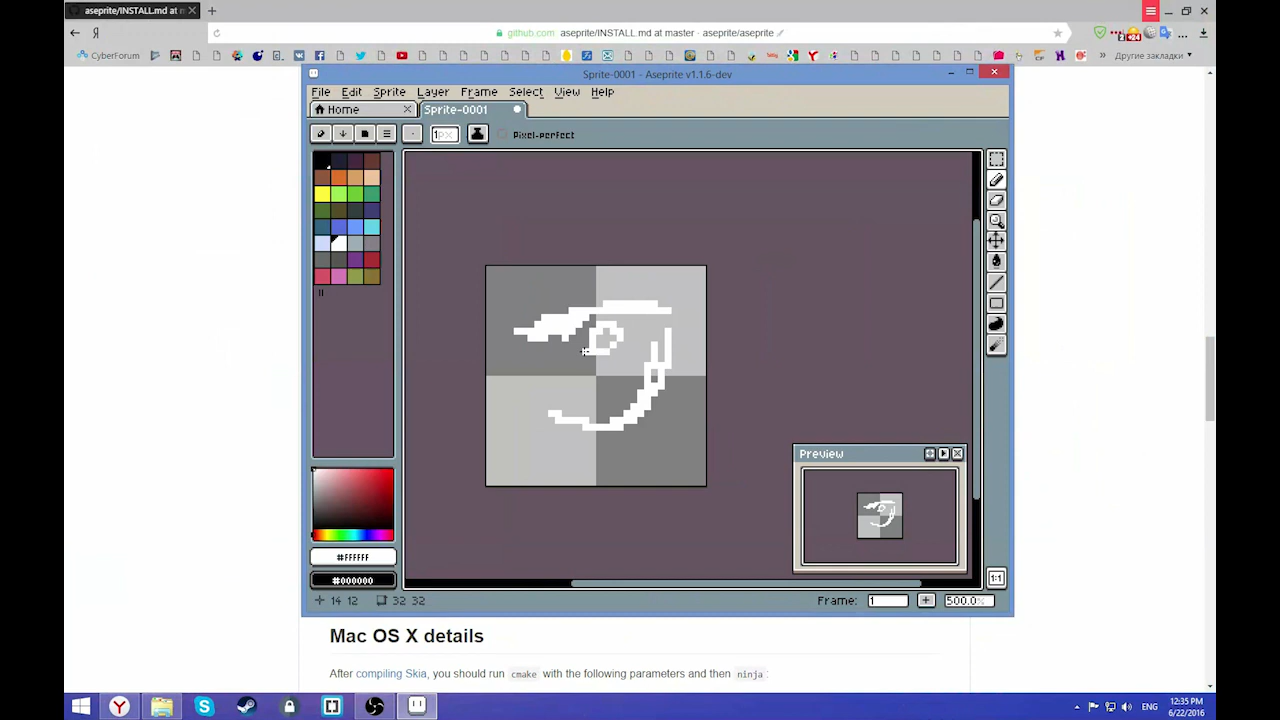 aseprite/INSTALL.md at m
Я
github.com aseprite/INSTALL.md at master · aseprite/aseprite
CyberForum
Другие закладки
Sprite-0001 - Aseprite v1.1.6-dev
File Edit Sprite Layer Frame Select View Help
Home
Sprite-0001
1px
Pixel-perfect
Preview
#FFFFFF
#000000
1:1
14 12
32 32
Frame: 1
500.0%
Mac OS X details
After compiling Skia, you should run cmake with the following parameters and then ninja:
ENG
12:35 PM
6/22/2016